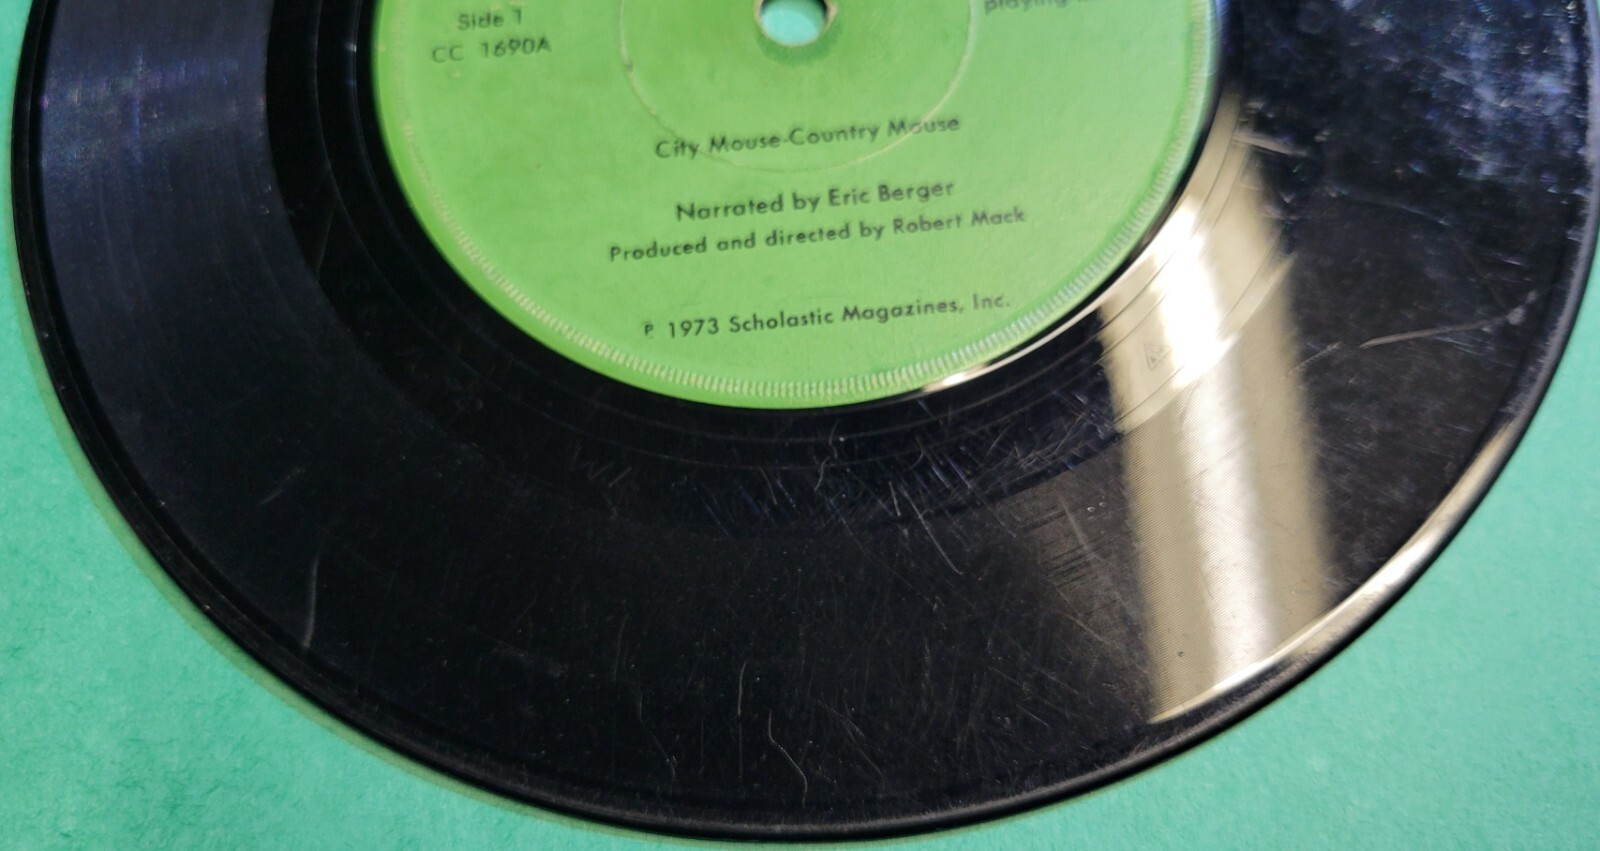 Side 1
CC 1690A
playing
City Mouse-Country Mouse
Narrated by Eric Berger
Produced and directed by Robert Mack
℗ 1973 Scholastic Magazines, Inc.